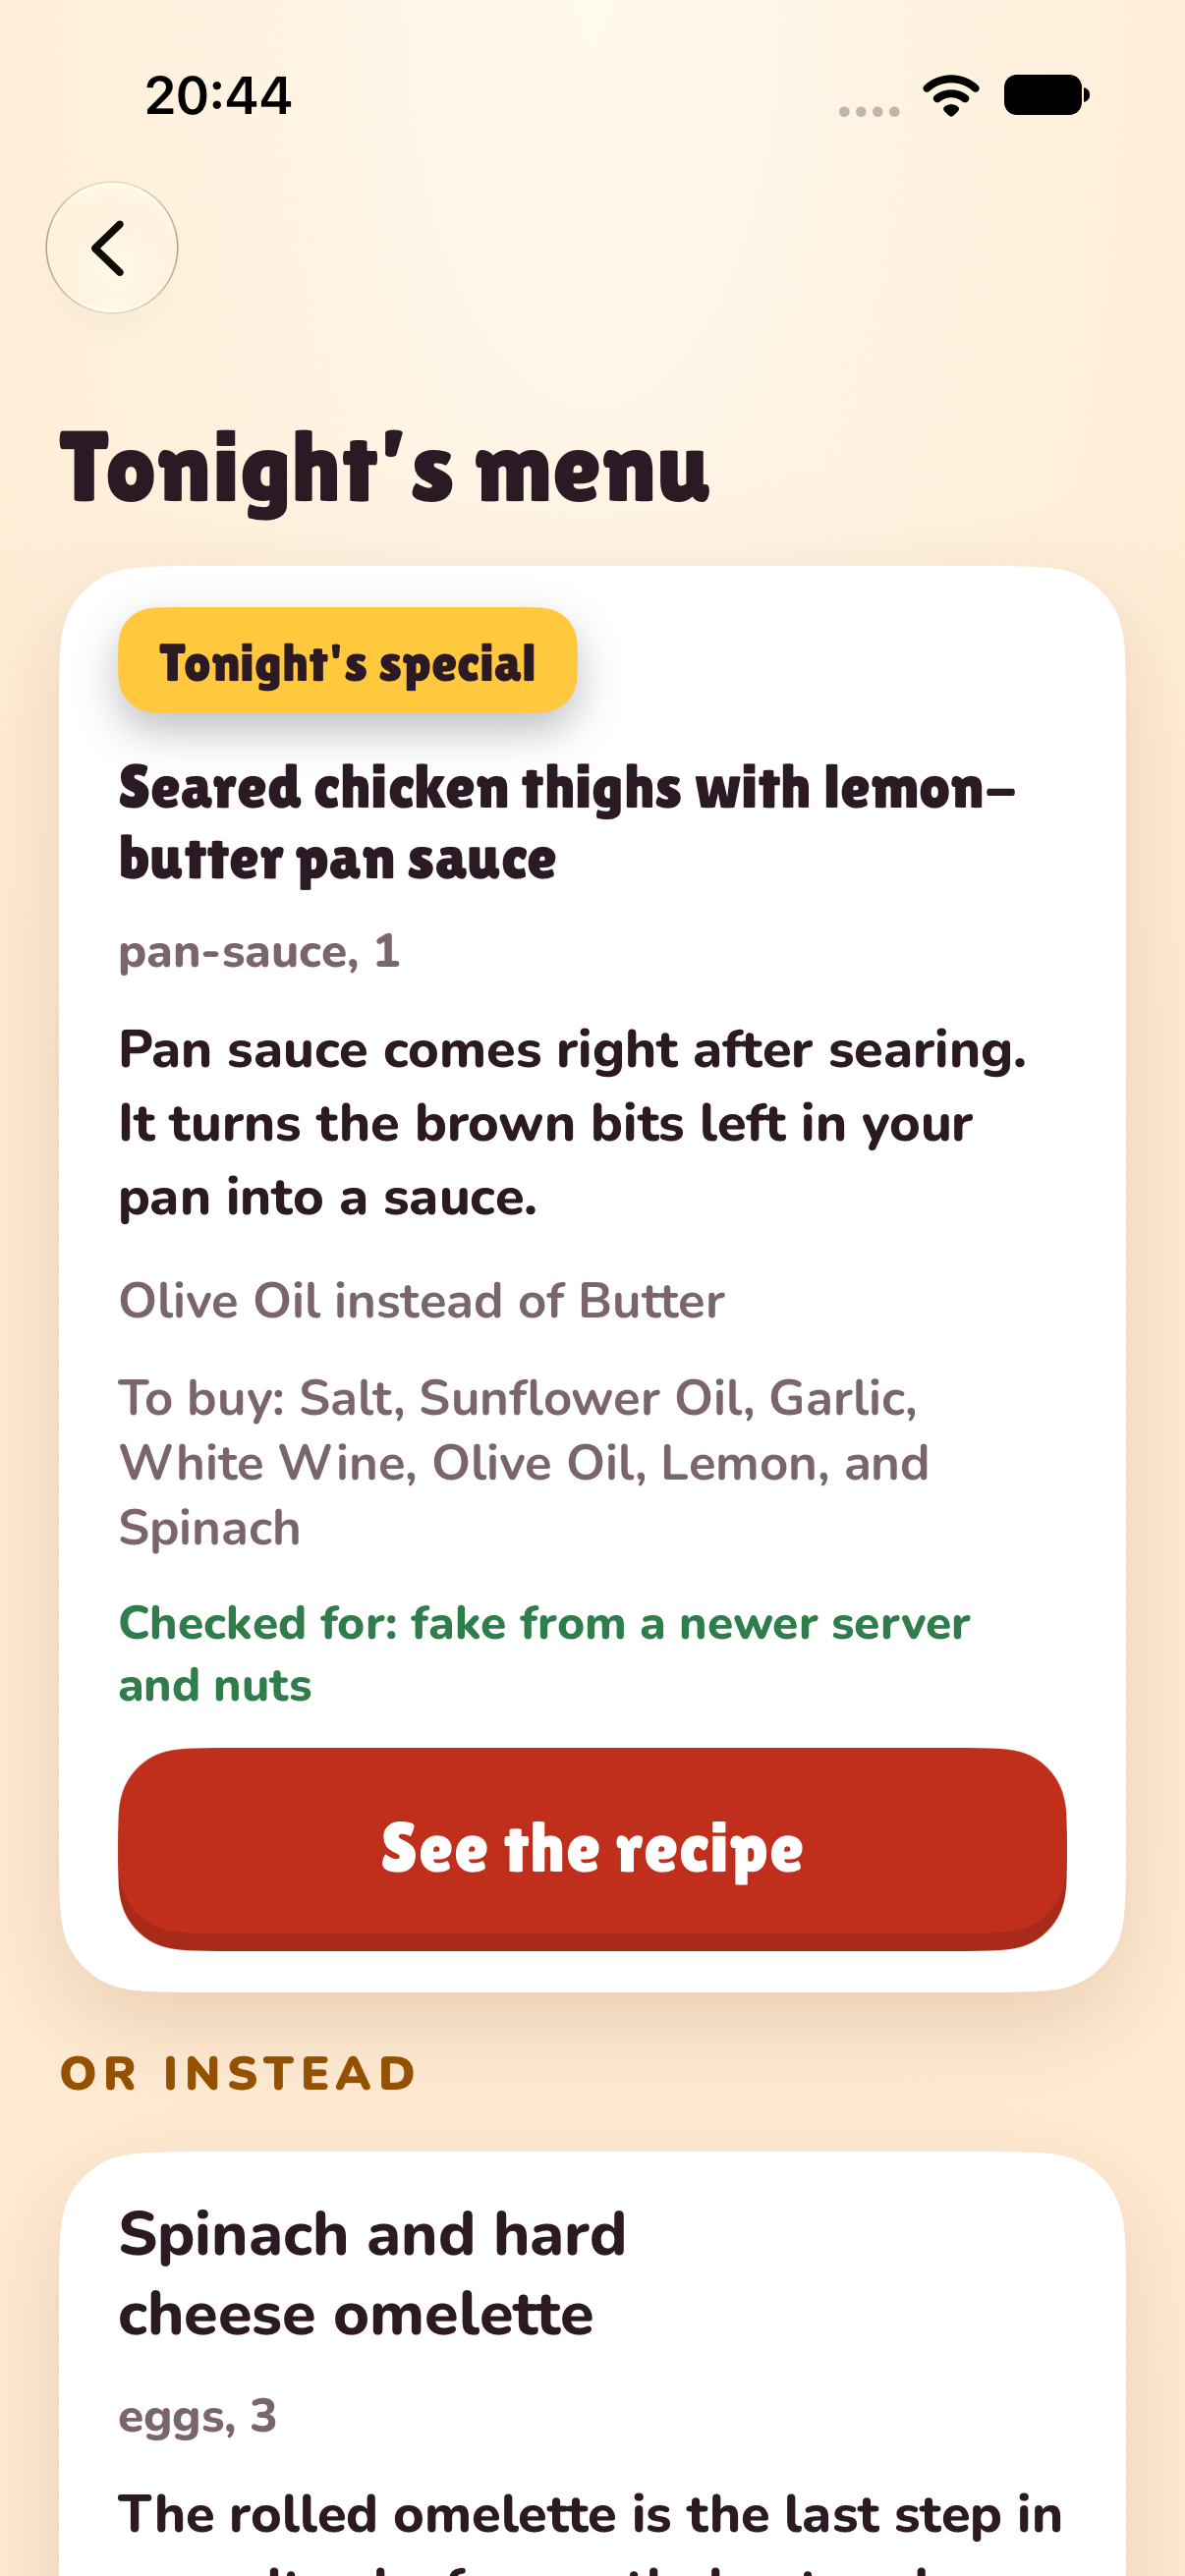 20:44
Tonight's menu
Tonight's special
Seared chicken thighs with lemon-
butter pan sauce
pan-sauce, 1
Pan sauce comes right after searing.
It turns the brown bits left in your
pan into a sauce.
Olive Oil instead of Butter
To buy: Salt, Sunflower Oil, Garlic,
White Wine, Olive Oil, Lemon, and
Spinach
Checked for: fake from a newer server
and nuts
See the recipe
OR INSTEAD
Spinach and hard
cheese omelette
eggs, 3
The rolled omelette is the last step in